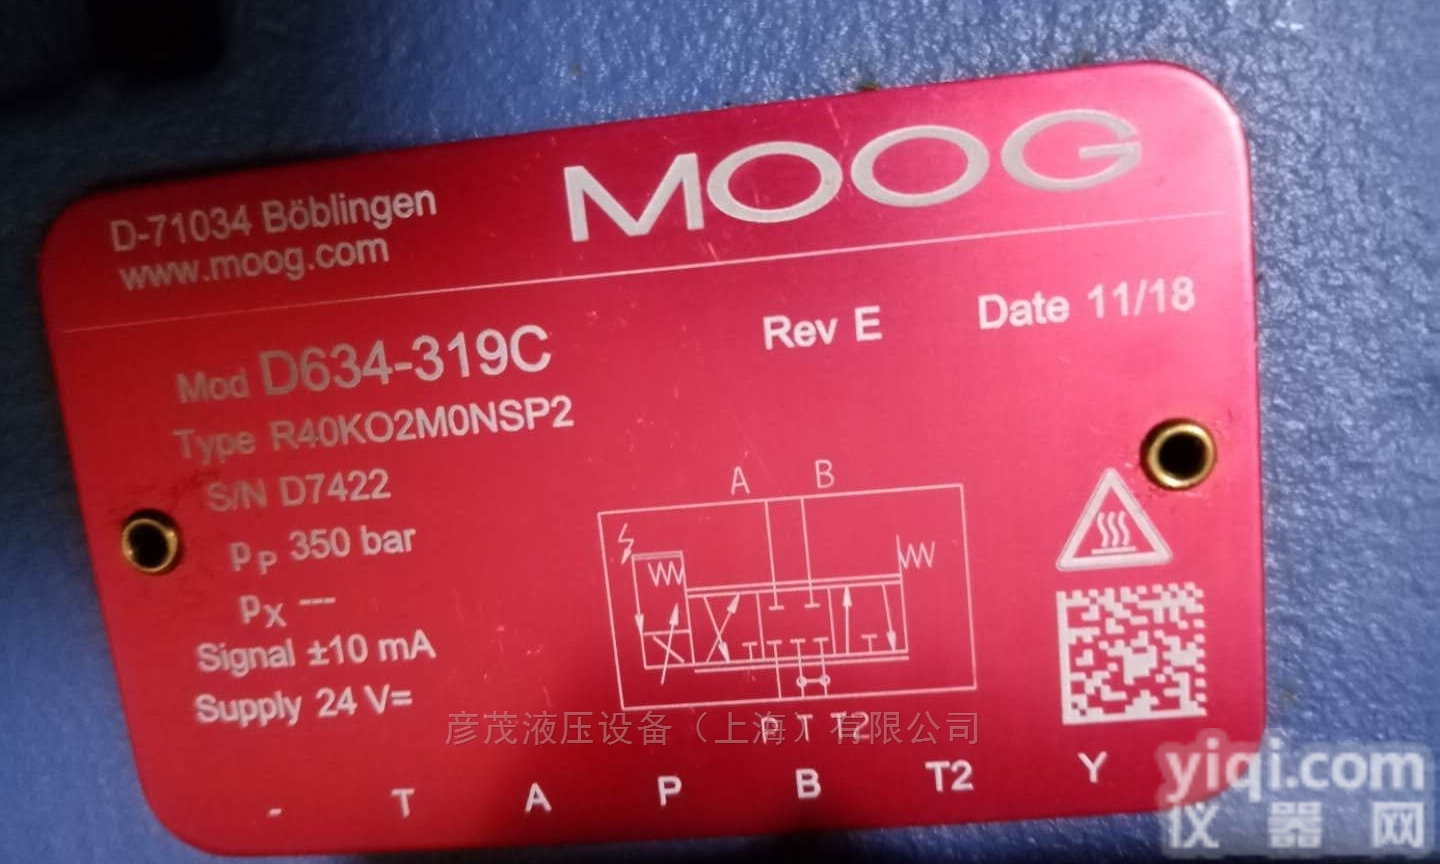 MOOG
D-71034 Böblingen
www.moog.com
Mod D634-319C Rev E Date 11/18
Type R40KO2M0NSP2
S/N D7422
pP 350 bar
pX ---
Signal ±10 mA
Supply 24 V=
A B
P T T2
彦茂液压设备（上海）有限公司
- T A P B T2 Y
yiqi.com
仪器网